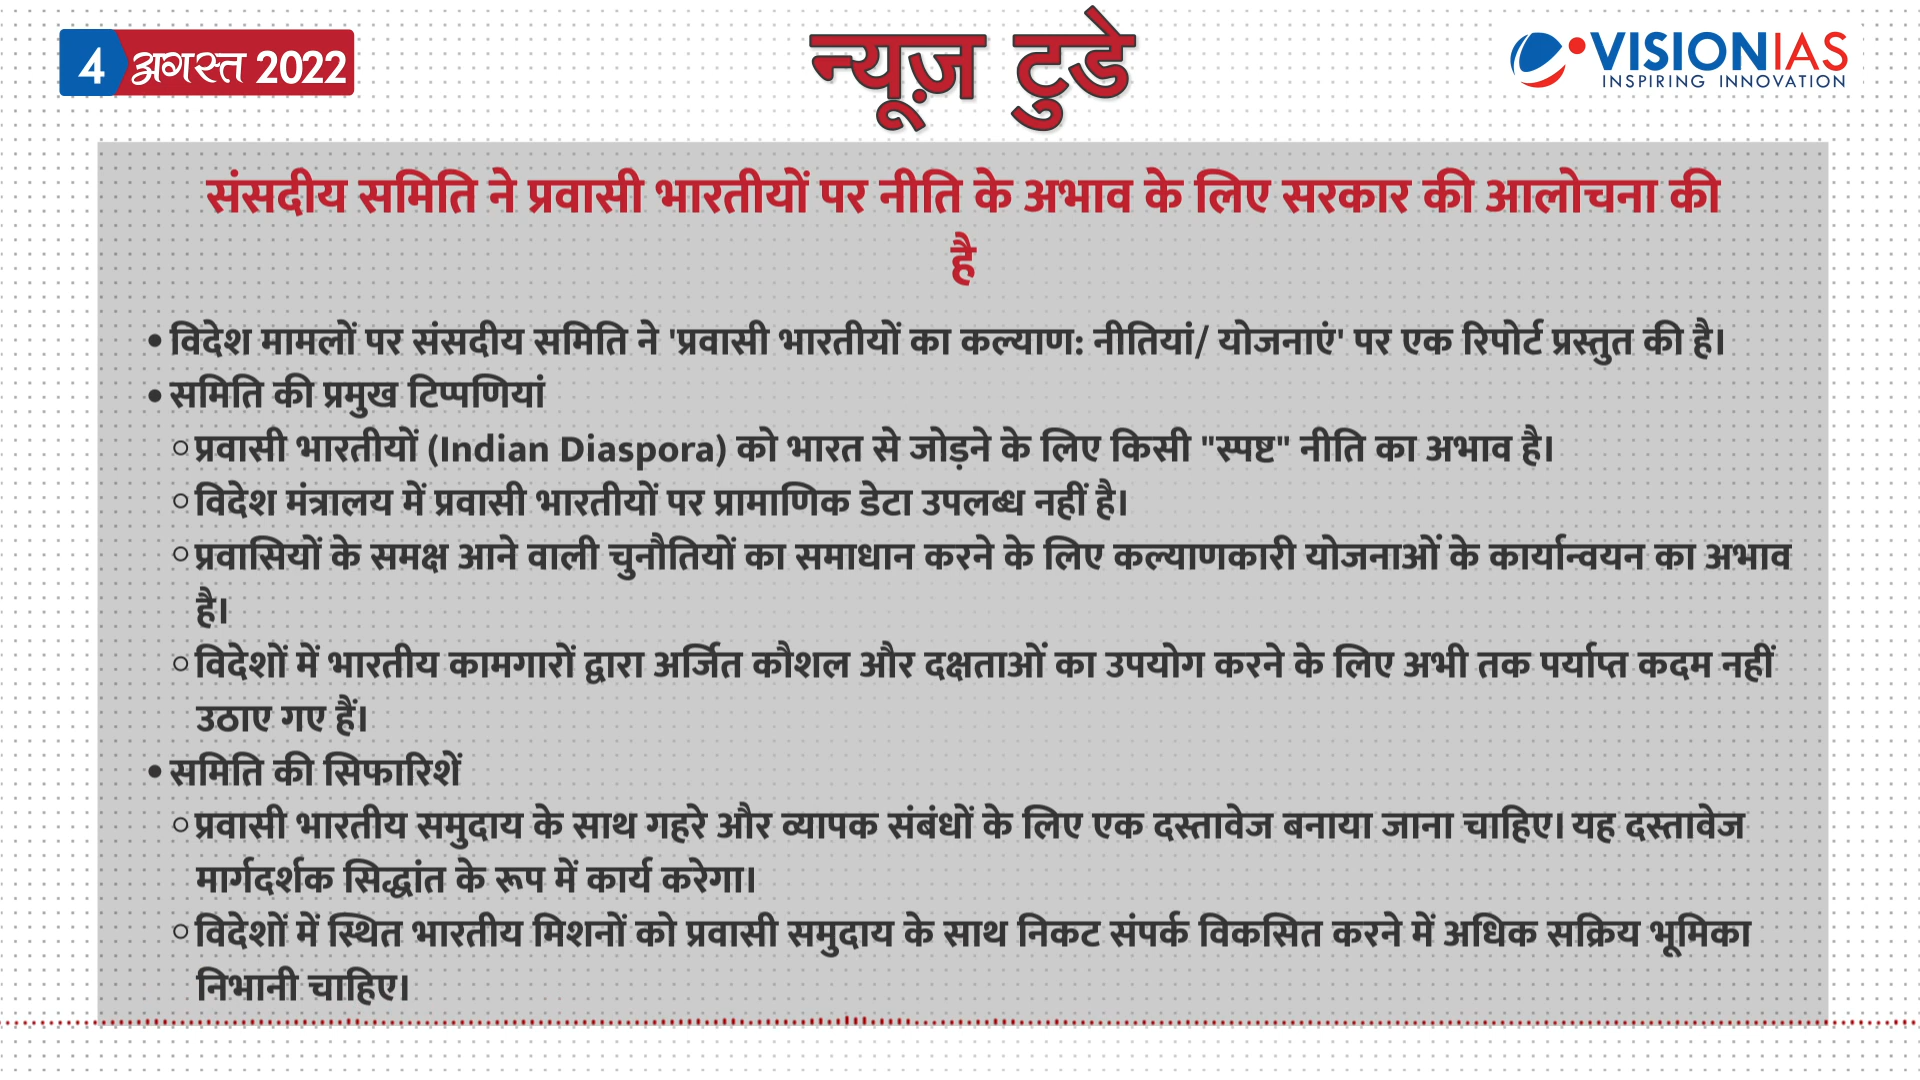 4 अगस्त 2022
न्यूज़ टुडे
VISIONIAS
INSPIRING INNOVATION
संसदीय समिति ने प्रवासी भारतीयों पर नीति के अभाव के लिए सरकार की आलोचना की
है
• विदेश मामलों पर संसदीय समिति ने 'प्रवासी भारतीयों का कल्याण: नीतियां/ योजनाएं' पर एक रिपोर्ट प्रस्तुत की है।
• समिति की प्रमुख टिप्पणियां
○ प्रवासी भारतीयों (Indian Diaspora) को भारत से जोड़ने के लिए किसी "स्पष्ट" नीति का अभाव है।
○ विदेश मंत्रालय में प्रवासी भारतीयों पर प्रामाणिक डेटा उपलब्ध नहीं है।
○ प्रवासियों के समक्ष आने वाली चुनौतियों का समाधान करने के लिए कल्याणकारी योजनाओं के कार्यान्वयन का अभाव
है।
○ विदेशों में भारतीय कामगारों द्वारा अर्जित कौशल और दक्षताओं का उपयोग करने के लिए अभी तक पर्याप्त कदम नहीं
उठाए गए हैं।
• समिति की सिफारिशें
○ प्रवासी भारतीय समुदाय के साथ गहरे और व्यापक संबंधों के लिए एक दस्तावेज बनाया जाना चाहिए। यह दस्तावेज
मार्गदर्शक सिद्धांत के रूप में कार्य करेगा।
○ विदेशों में स्थित भारतीय मिशनों को प्रवासी समुदाय के साथ निकट संपर्क विकसित करने में अधिक सक्रिय भूमिका
निभानी चाहिए।